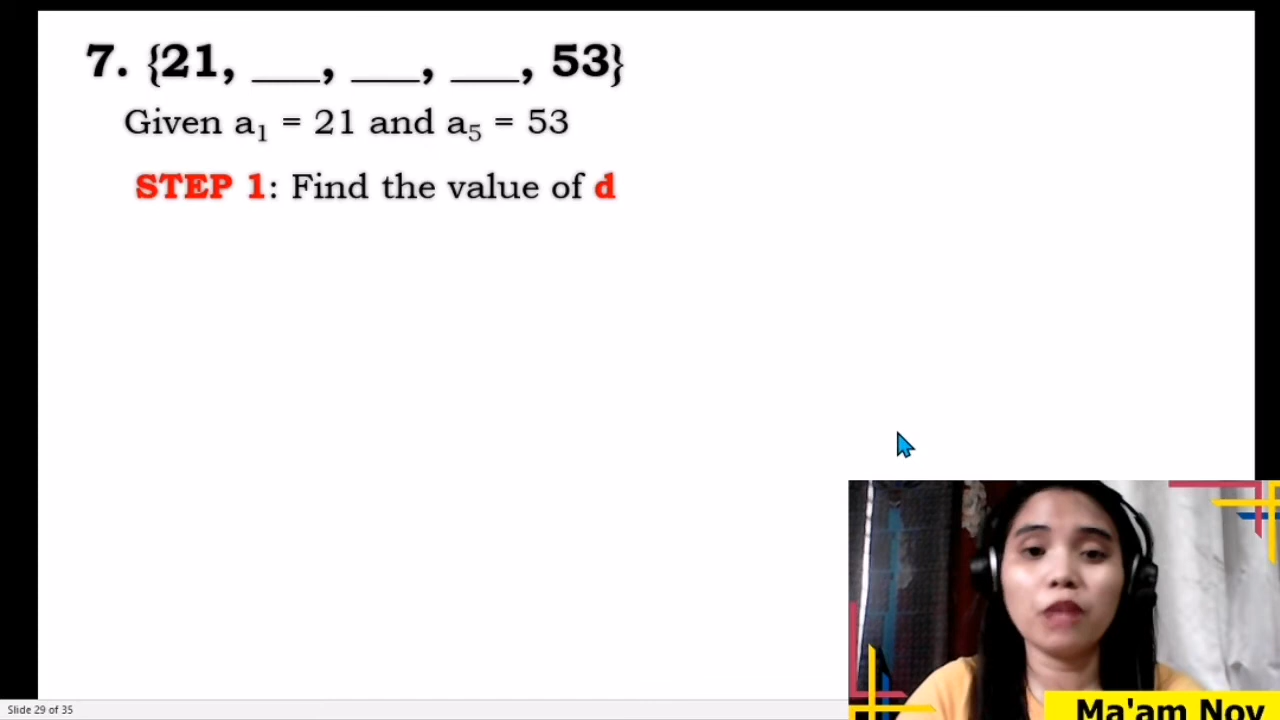 7. {21, ___, ___, ___, 53}
Given a₁ = 21 and a₅ = 53
STEP 1: Find the value of d
Slide 29 of 35
Ma'am Noy